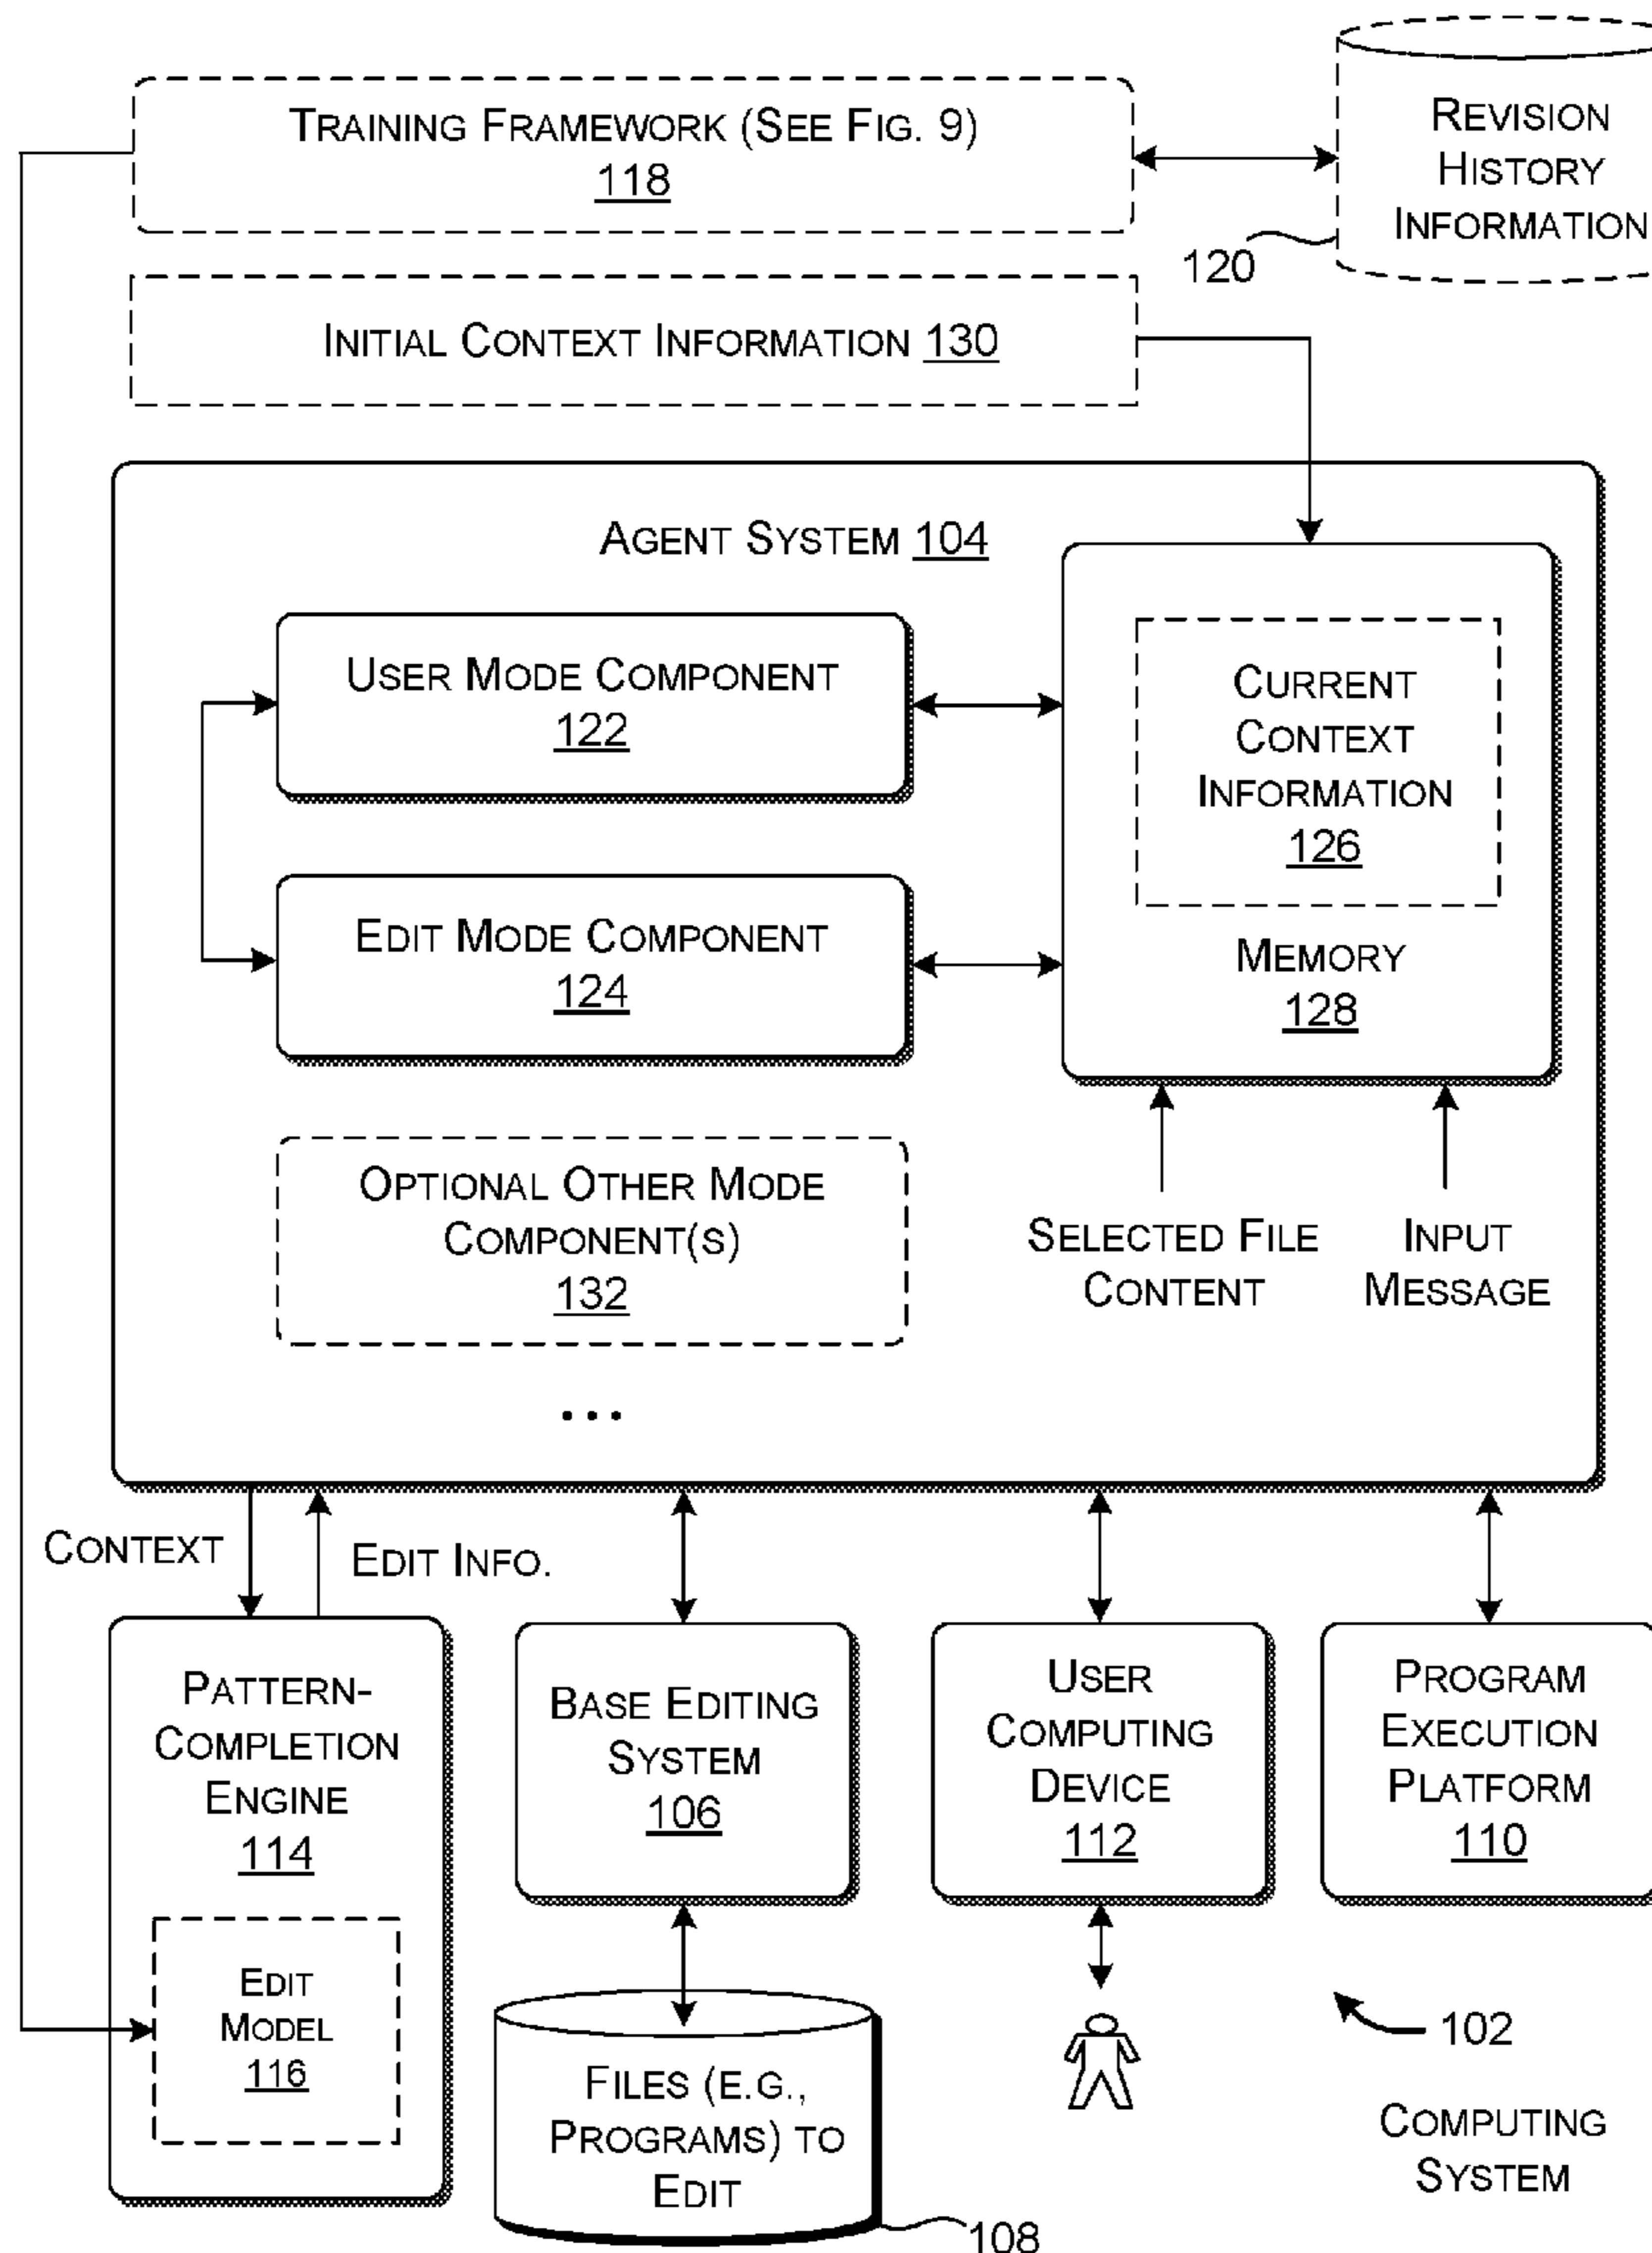 TRAINING FRAMEWORK (SEE FIG. 9)
118
REVISION
HISTORY
INFORMATION
120
INITIAL CONTEXT INFORMATION 130
AGENT SYSTEM 104
USER MODE COMPONENT
122
CURRENT
CONTEXT
INFORMATION
126
EDIT MODE COMPONENT
124
MEMORY
128
OPTIONAL OTHER MODE
COMPONENT(S)
132
SELECTED FILE
CONTENT
INPUT
MESSAGE
...
CONTEXT
EDIT INFO.
PATTERN-
COMPLETION
ENGINE
114
EDIT
MODEL
116
BASE EDITING
SYSTEM
106
FILES (E.G.,
PROGRAMS) TO
EDIT
108
USER
COMPUTING
DEVICE
112
PROGRAM
EXECUTION
PLATFORM
110
102
COMPUTING
SYSTEM